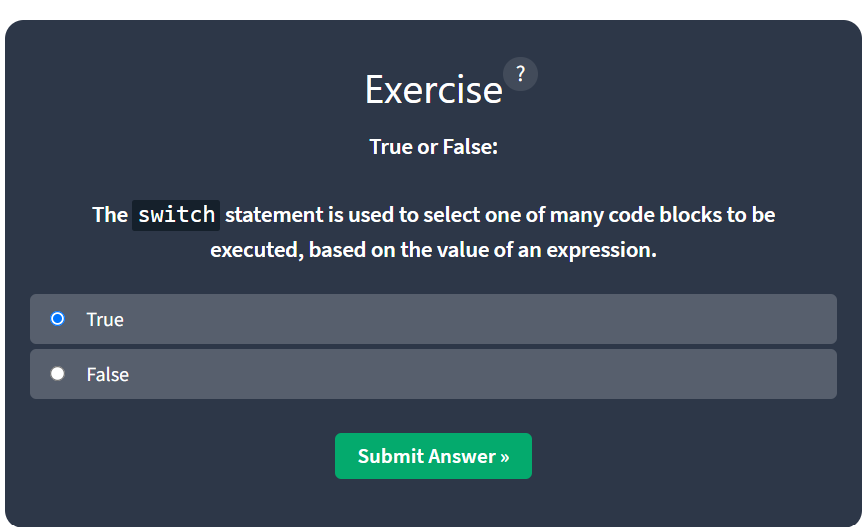 Exercise ?
True or False:
The switch statement is used to select one of many code blocks to be
executed, based on the value of an expression.
True
False
Submit Answer »